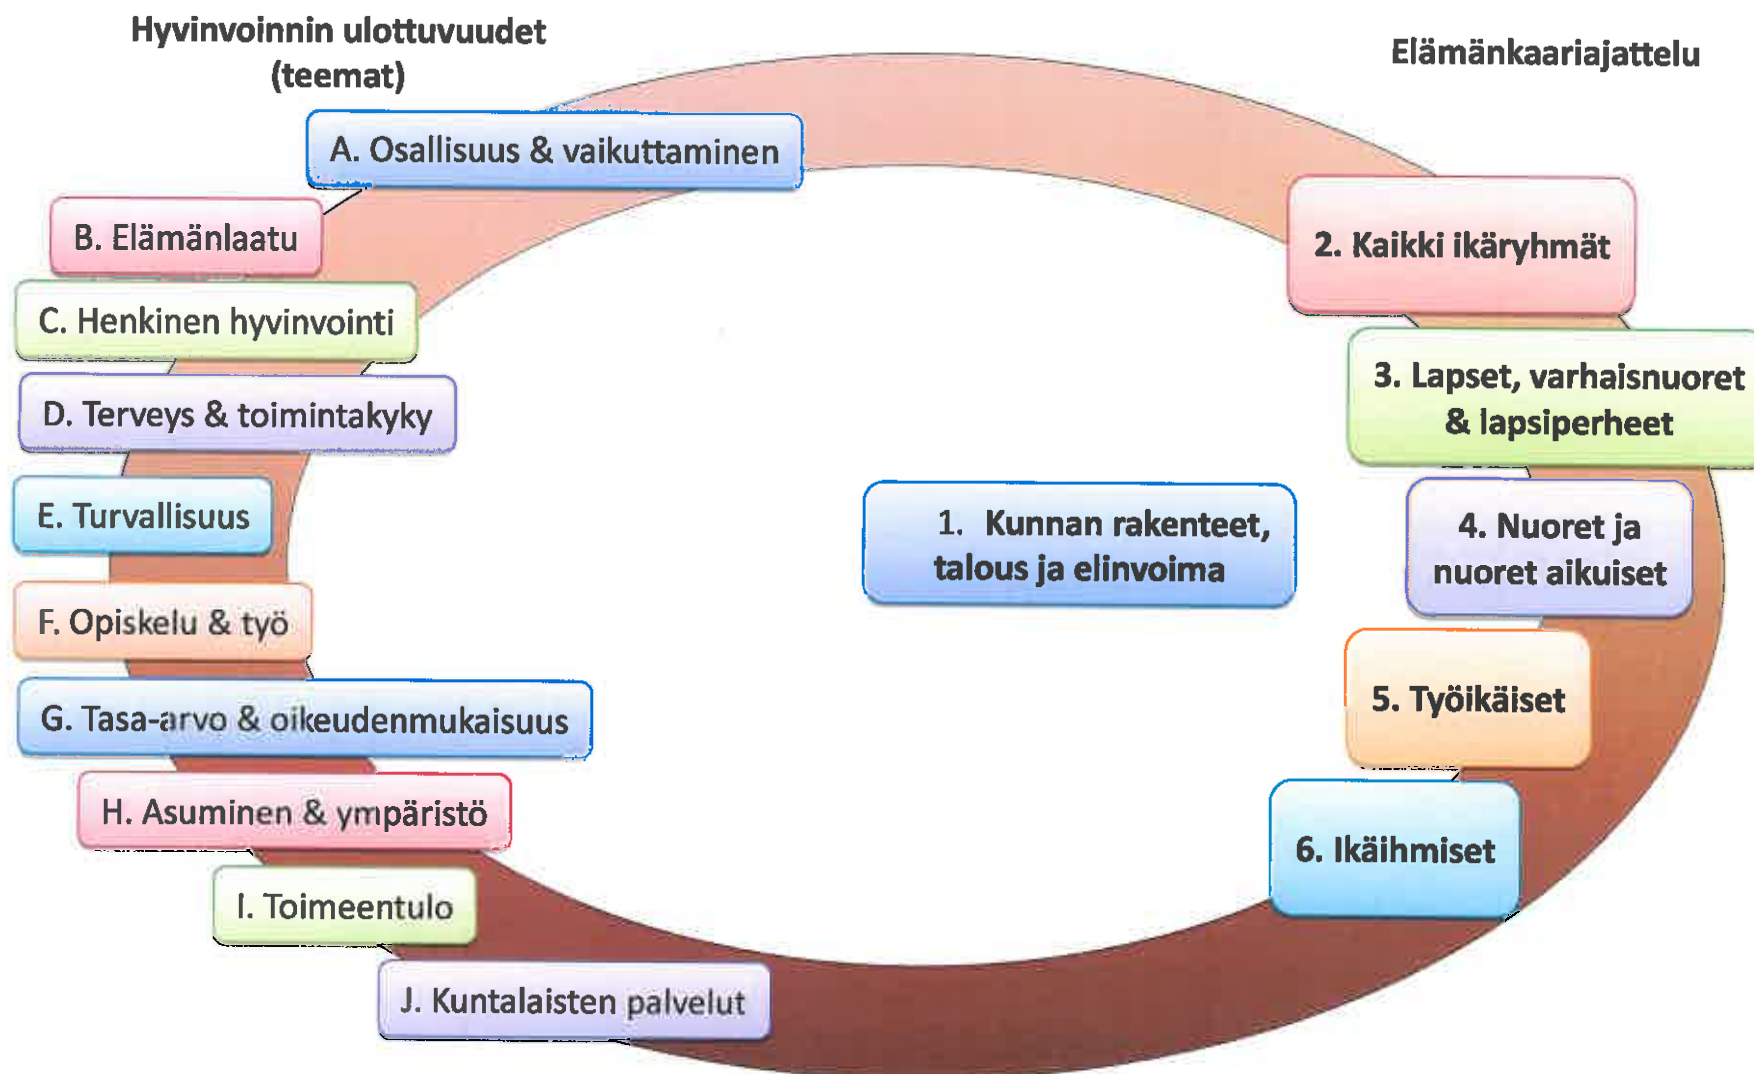 Hyvinvoinnin ulottuvuudet
(teemat)
A. Osallisuus & vaikuttaminen
B. Elämänlaatu
C. Henkinen hyvinvointi
D. Terveys & toimintakyky
E. Turvallisuus
F. Opiskelu & työ
G. Tasa-arvo & oikeudenmukaisuus
H. Asuminen & ympäristö
I. Toimeentulo
J. Kuntalaisten palvelut
1. Kunnan rakenteet,
talous ja elinvoima
Elämänkaariajattelu
2. Kaikki ikäryhmät
3. Lapset, varhaisnuoret
& lapsiperheet
4. Nuoret ja
nuoret aikuiset
5. Työikäiset
6. Ikäihmiset